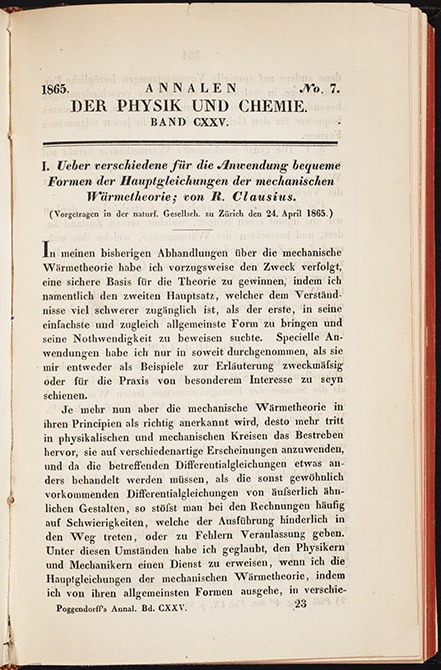 1865. ANNALEN No. 7.
DER PHYSIK UND CHEMIE.
BAND CXXV.
I. Ueber verschiedene für die Anwendung bequeme
Formen der Hauptgleichungen der mechanischen
Wärmetheorie; von R. Clausius.
(Vorgetragen in der naturf. Gesellsch. zu Zürich den 24. April 1865.)
In meinen bisherigen Abhandlungen über die mechanische
Wärmetheorie habe ich vorzugsweise den Zweck verfolgt,
eine sichere Basis für die Theorie zu gewinnen, indem ich
namentlich den zweiten Hauptsatz, welcher dem Verständ-
nisse viel schwerer zugänglich ist, als der erste, in seine
einfachste und zugleich allgemeinste Form zu bringen und
seine Nothwendigkeit zu beweisen suchte. Specielle An-
wendungen habe ich nur in soweit durchgenommen, als sie
mir entweder als Beispiele zur Erläuterung zweckmäſsig
oder für die Praxis von besonderem Interesse zu seyn
schienen.
Je mehr nun aber die mechanische Wärmetheorie in
ihren Principien als richtig anerkannt wird, desto mehr tritt
in physikalischen und mechanischen Kreisen das Bestreben
hervor, sie auf verschiedenartige Erscheinungen anzuwenden,
und da die betreffenden Differentialgleichungen etwas an-
ders behandelt werden müssen, als die sonst gewöhnlich
vorkommenden Differentialgleichungen von äuſserlich ähn-
lichen Gestalten, so stöſst man bei den Rechnungen häufig
auf Schwierigkeiten, welche der Ausführung hinderlich in
den Weg treten, oder zu Fehlern Veranlassung geben.
Unter diesen Umständen habe ich geglaubt, den Physikern
und Mechanikern einen Dienst zu erweisen, wenn ich die
Hauptgleichungen der mechanischen Wärmetheorie, indem
ich von ihren allgemeinsten Formen ausgehe, in verschie-
Poggendorff's Annal. Bd. CXXV. 23